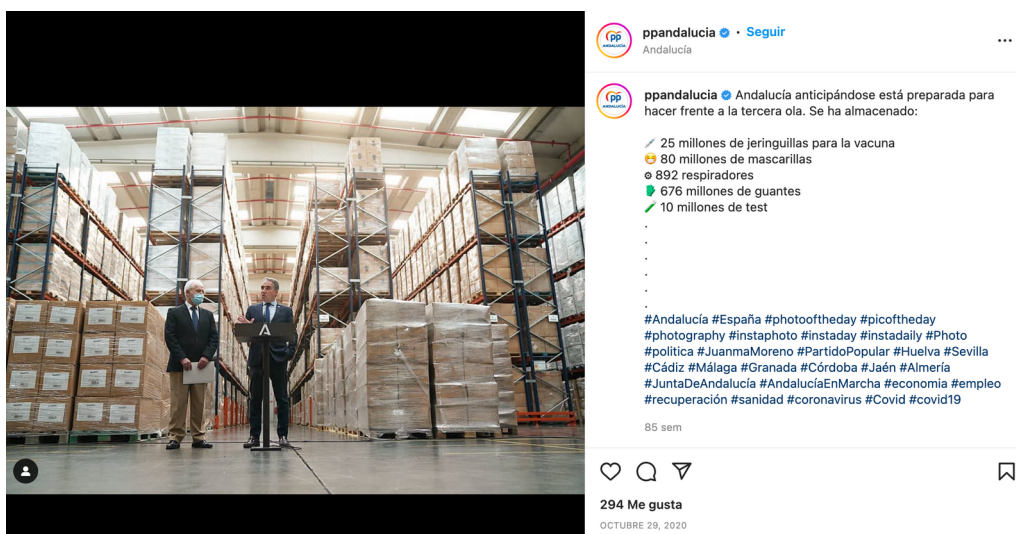 ppandalucia • Seguir
Andalucía
ppandalucia Andalucía anticipándose está preparada para
hacer frente a la tercera ola. Se ha almacenado:
💉 25 millones de jeringuillas para la vacuna
😷 80 millones de mascarillas
⚙ 892 respiradores
🧤 676 millones de guantes
🧪 10 millones de test
.
.
.
.
.
.
#Andalucía #España #photooftheday #picoftheday
#photography #instaphoto #instaday #instadaily #Photo
#politica #JuanmaMoreno #PartidoPopular #Huelva #Sevilla
#Cádiz #Málaga #Granada #Córdoba #Jaén #Almería
#JuntaDeAndalucía #AndalucíaEnMarcha #economia #empleo
#recuperación #sanidad #coronavirus #Covid #covid19
85 sem
294 Me gusta
OCTUBRE 29, 2020